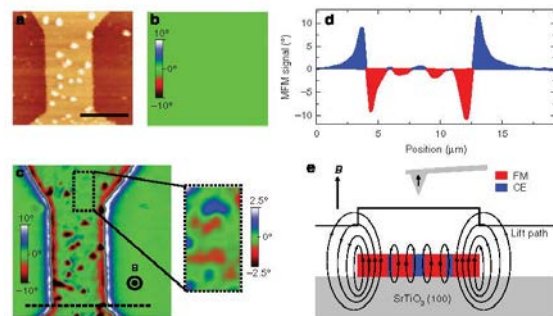 a
b
10°
0°
−10°
c
10°
0°
−10°
B
2.5°
0°
−2.5°
d
MFM signal (°)
10
5
0
−5
−10
0
5
10
15
Position (μm)
e
B
FM
CE
Lift path
SrTiO₃ (100)